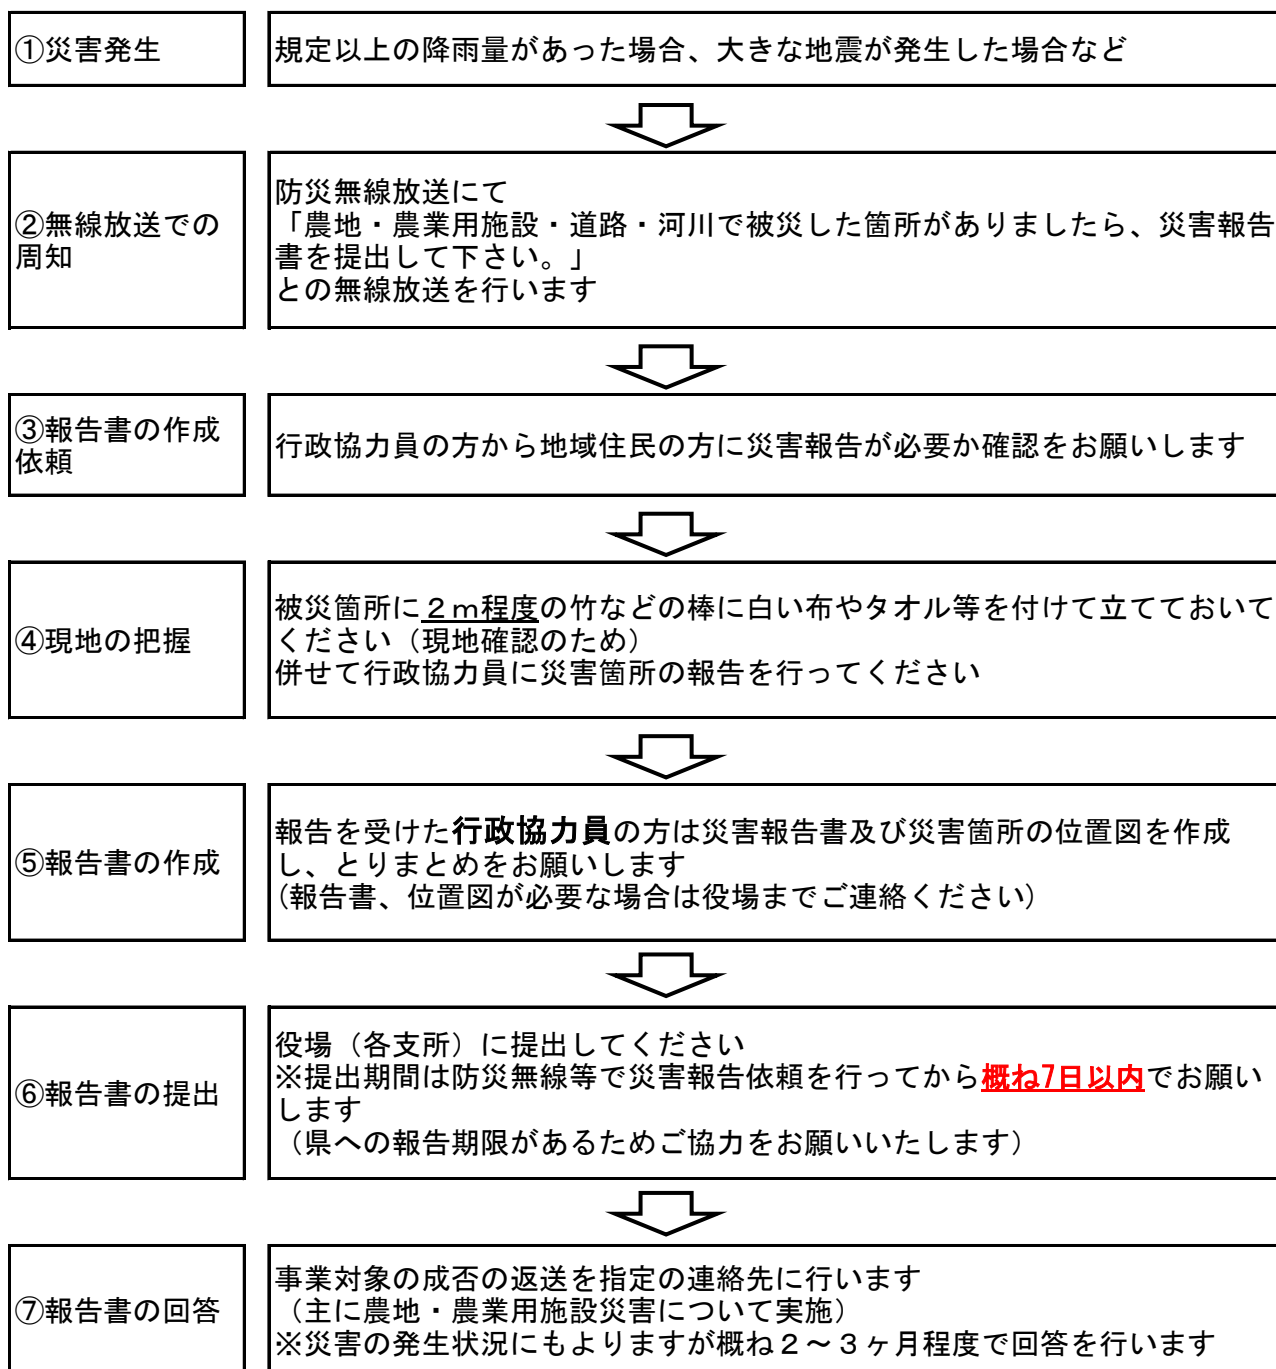 ①災害発生
規定以上の降雨量があった場合、大きな地震が発生した場合など
②無線放送での
周知
防災無線放送にて
「農地・農業用施設・道路・河川で被災した箇所がありましたら、災害報告
書を提出して下さい。」
との無線放送を行います
③報告書の作成
依頼
行政協力員の方から地域住民の方に災害報告が必要か確認をお願いします
④現地の把握
被災箇所に２ｍ程度の竹などの棒に白い布やタオル等を付けて立てておいて
ください（現地確認のため）
併せて行政協力員に災害箇所の報告を行ってください
⑤報告書の作成
報告を受けた行政協力員の方は災害報告書及び災害箇所の位置図を作成
し、とりまとめをお願いします
(報告書、位置図が必要な場合は役場までご連絡ください)
⑥報告書の提出
役場（各支所）に提出してください
※提出期間は防災無線等で災害報告依頼を行ってから概ね7日以内でお願い
します
（県への報告期限があるためご協力をお願いいたします）
⑦報告書の回答
事業対象の成否の返送を指定の連絡先に行います
（主に農地・農業用施設災害について実施）
※災害の発生状況にもよりますが概ね２～３ヶ月程度で回答を行います